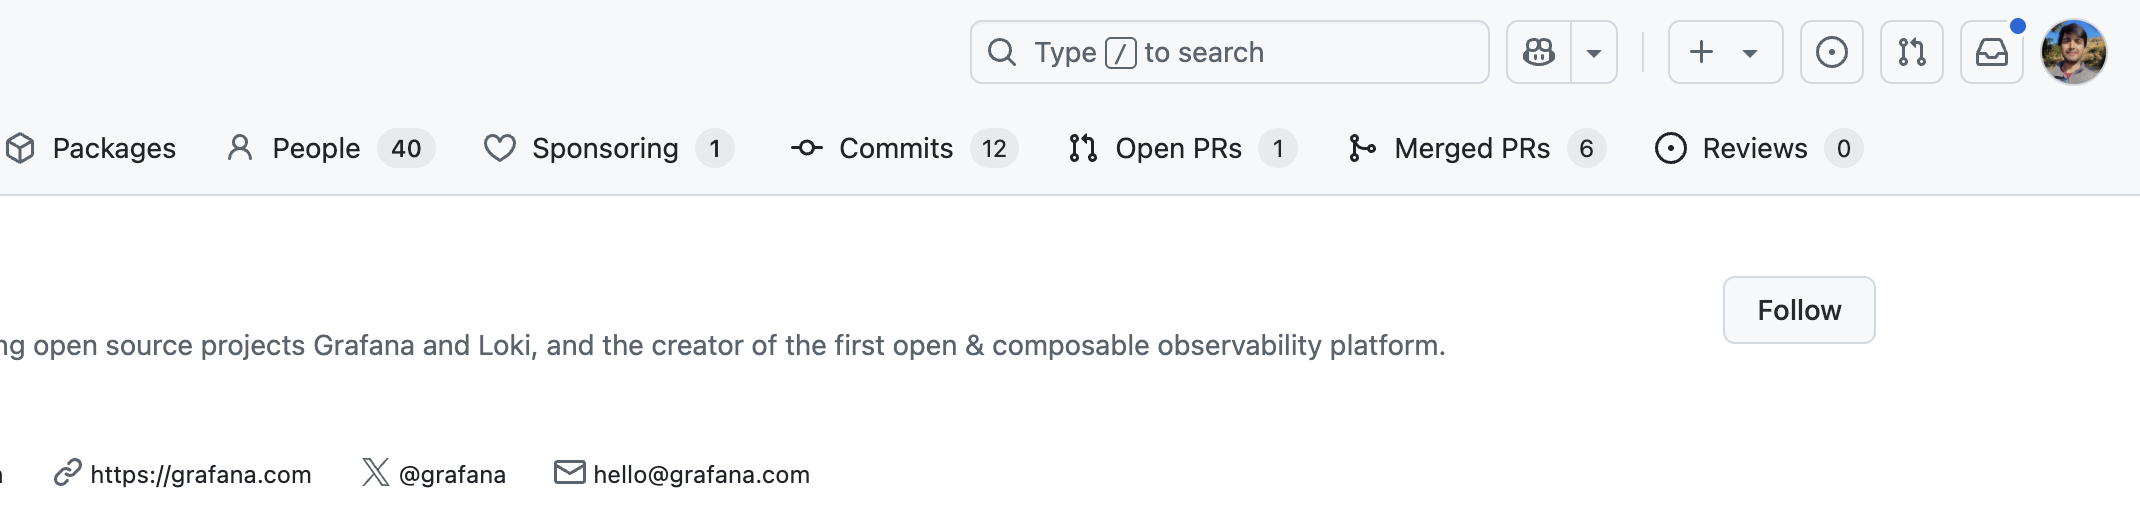 Type / to search
Packages People 40 Sponsoring 1 Commits 12 Open PRs 1 Merged PRs 6 Reviews 0
Follow
ng open source projects Grafana and Loki, and the creator of the first open & composable observability platform.
https://grafana.com @grafana hello@grafana.com